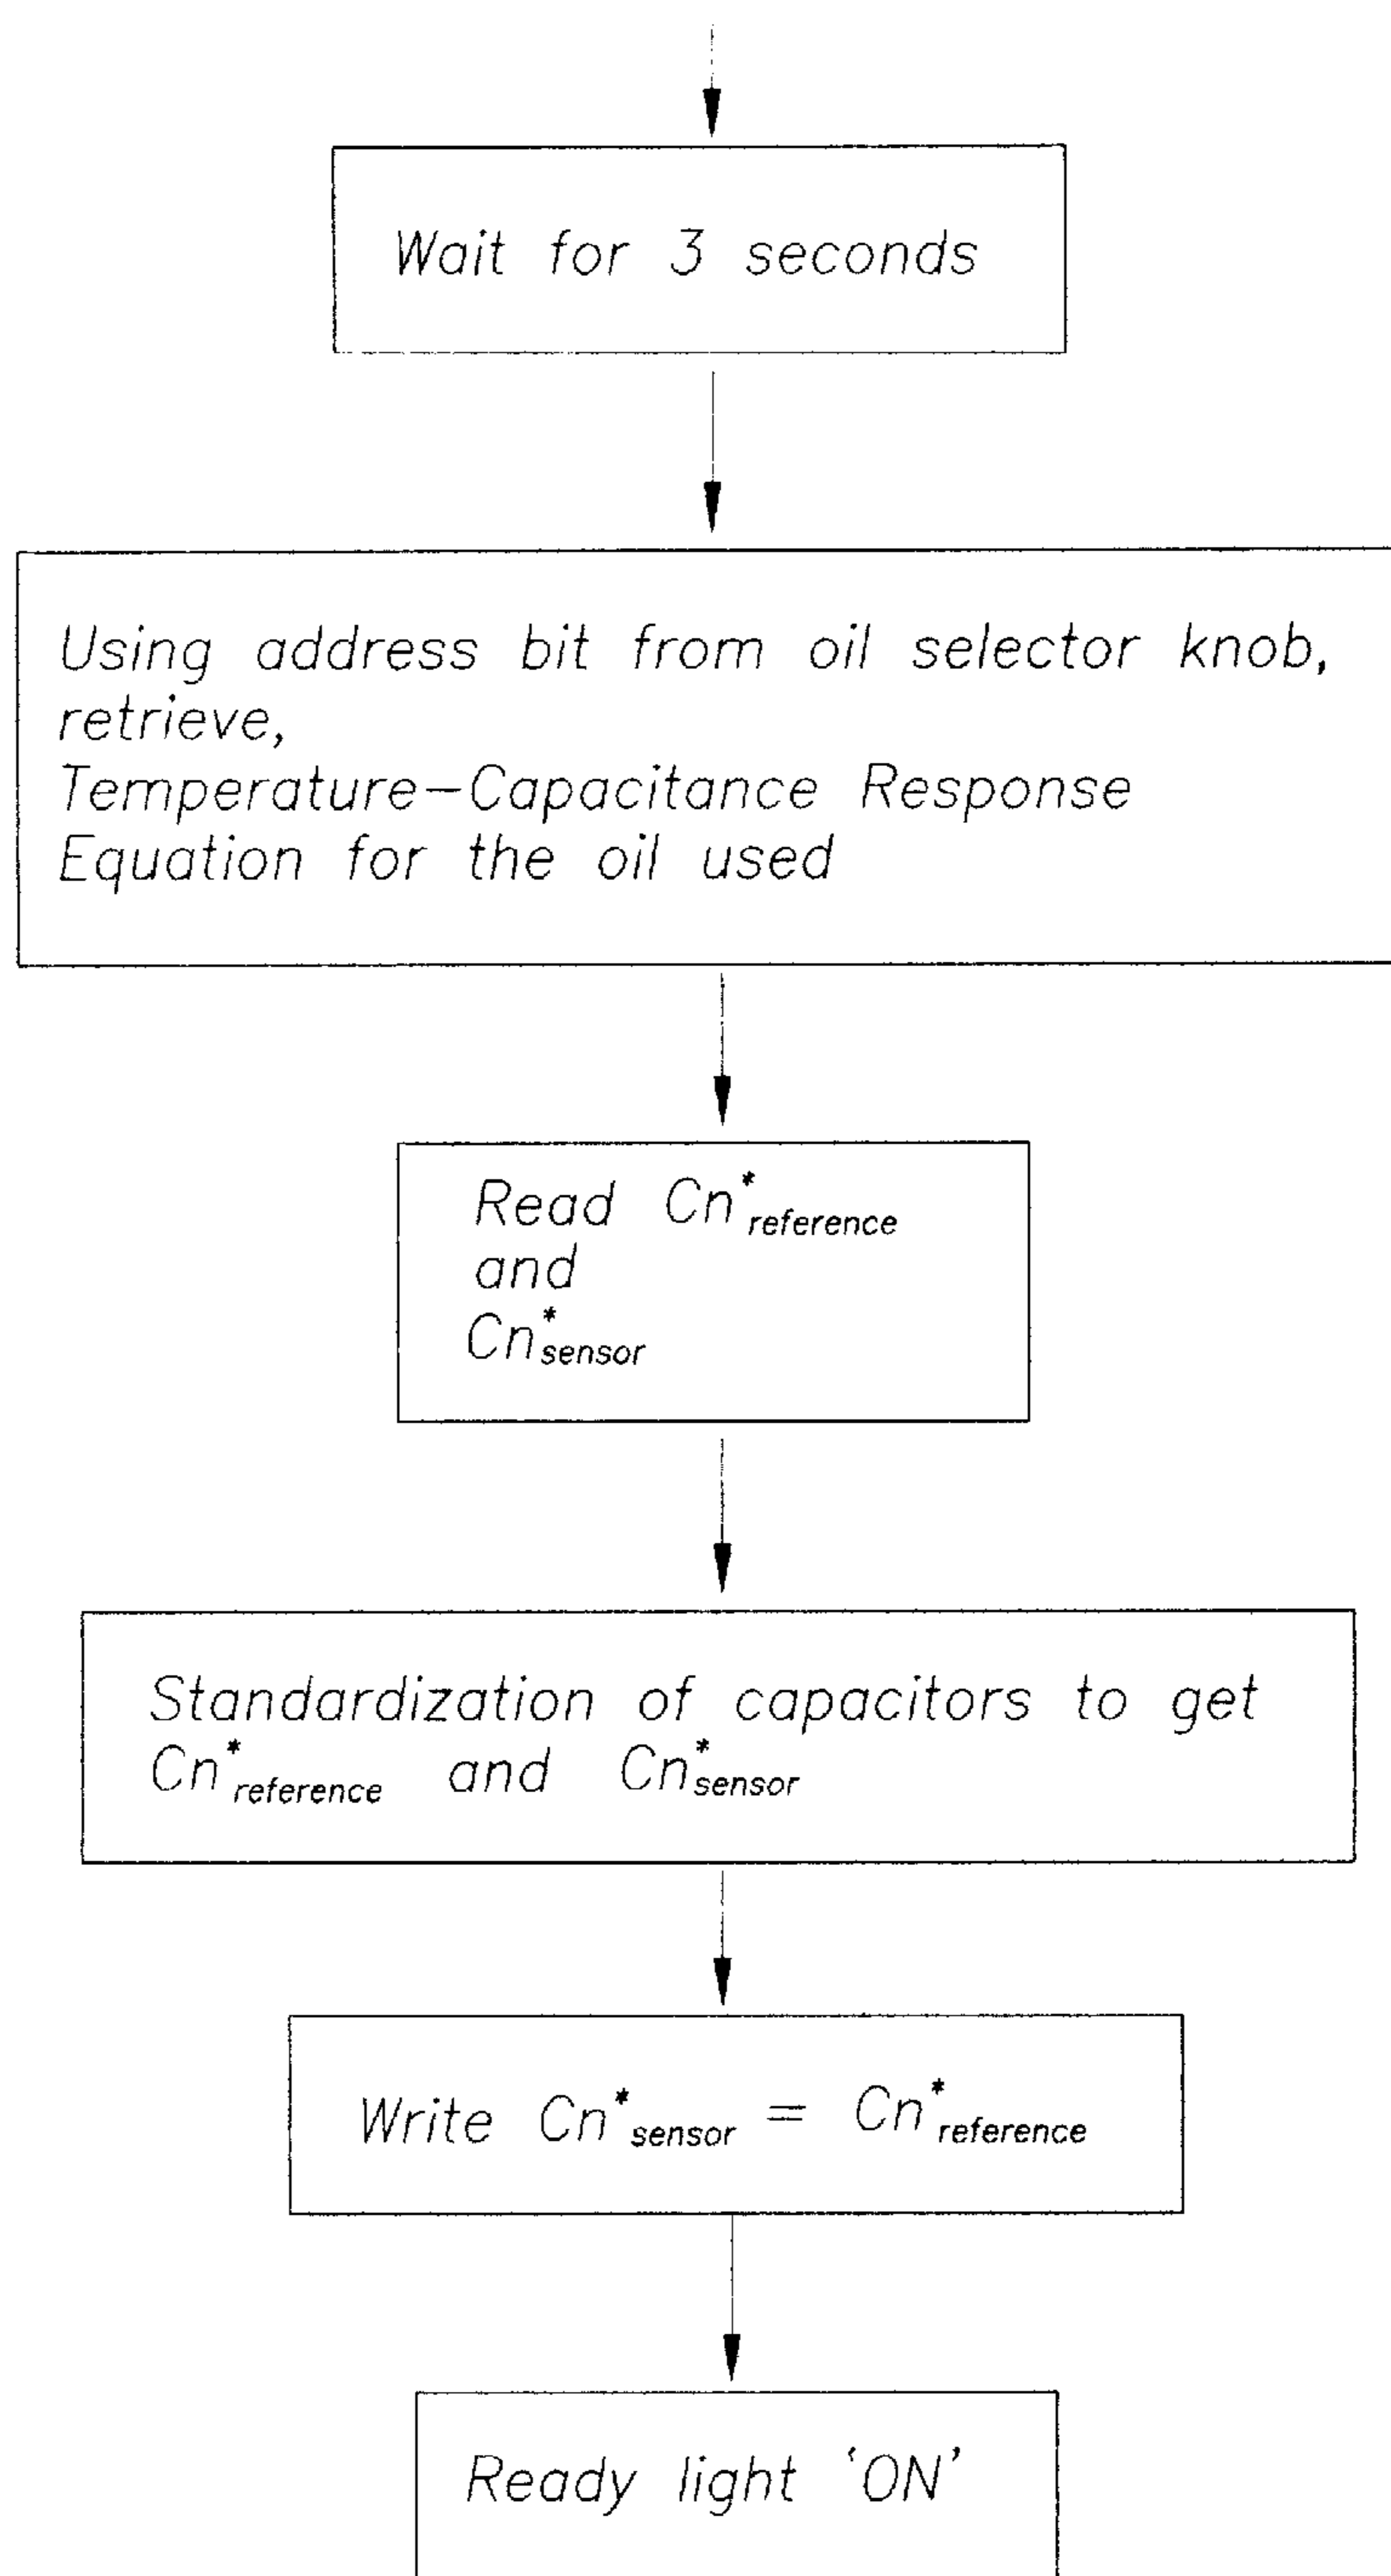 Wait for 3 seconds
Using address bit from oil selector knob,
retrieve,
Temperature-Capacitance Response
Equation for the oil used
Read Cn*reference
and
Cn*sensor
Standardization of capacitors to get
Cn*reference and Cn*sensor
Write Cn*sensor = Cn*reference
Ready light 'ON'